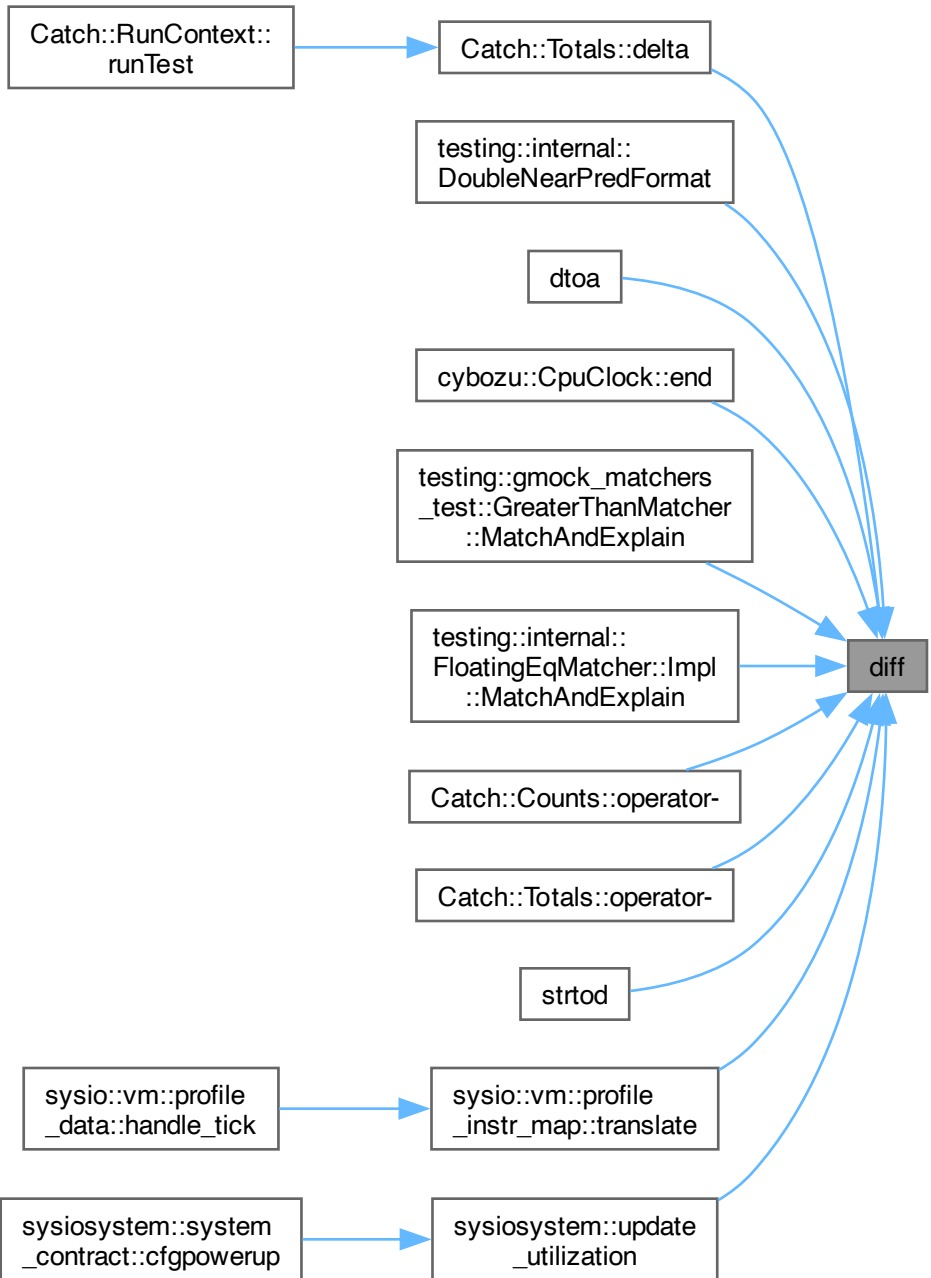 Catch::RunContext::
runTest
Catch::Totals::delta
testing::internal::
DoubleNearPredFormat
dtoa
cybozu::CpuClock::end
testing::gmock_matchers
_test::GreaterThanMatcher
::MatchAndExplain
testing::internal::
FloatingEqMatcher::Impl
::MatchAndExplain
diff
Catch::Counts::operator-
Catch::Totals::operator-
strtod
sysio::vm::profile
_data::handle_tick
sysio::vm::profile
_instr_map::translate
sysiosystem::system
_contract::cfgpowerup
sysiosystem::update
_utilization